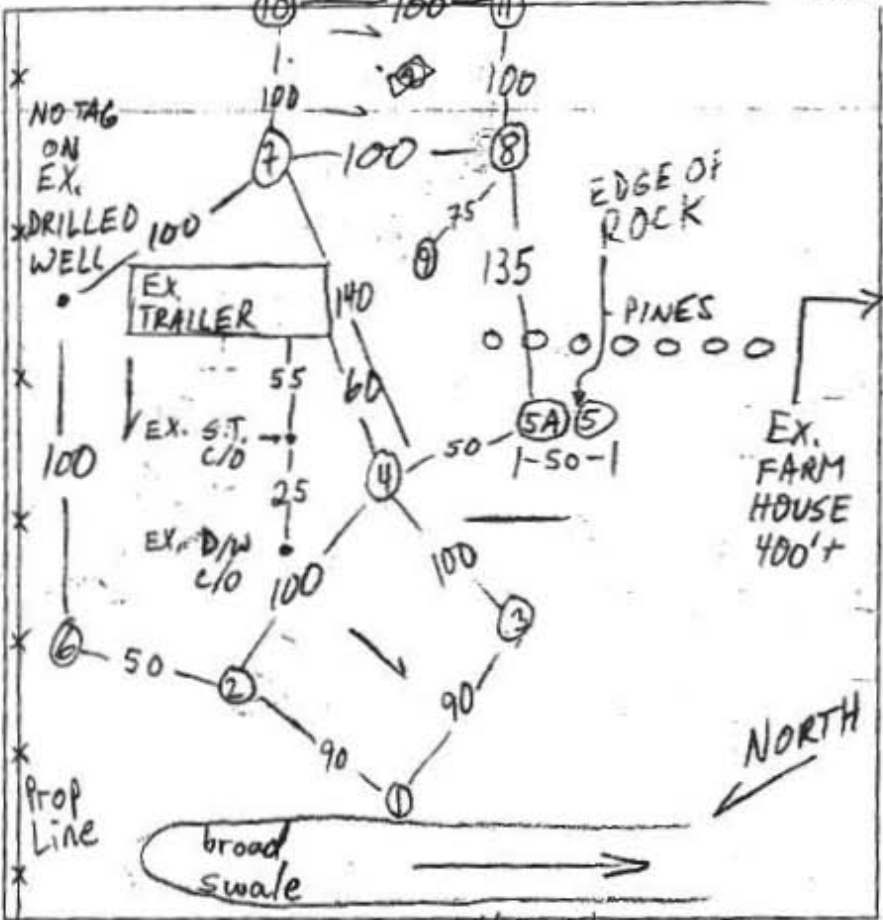 10 100 11
100
100
NO TAG
ON
EX.
DRILLED
WELL
7 100 8
75
9
100
135
EDGE OF
ROCK
EX
TRAILER
140
PINES
55
60
EX. S.T.
C/O
50
5A 5
1-50-1
EX.
FARM
HOUSE
400'+
100
4
25
EX. D/W
C/O
100
100
3
6
50
2
90
90
1
NORTH
Prop
Line
broad
swale